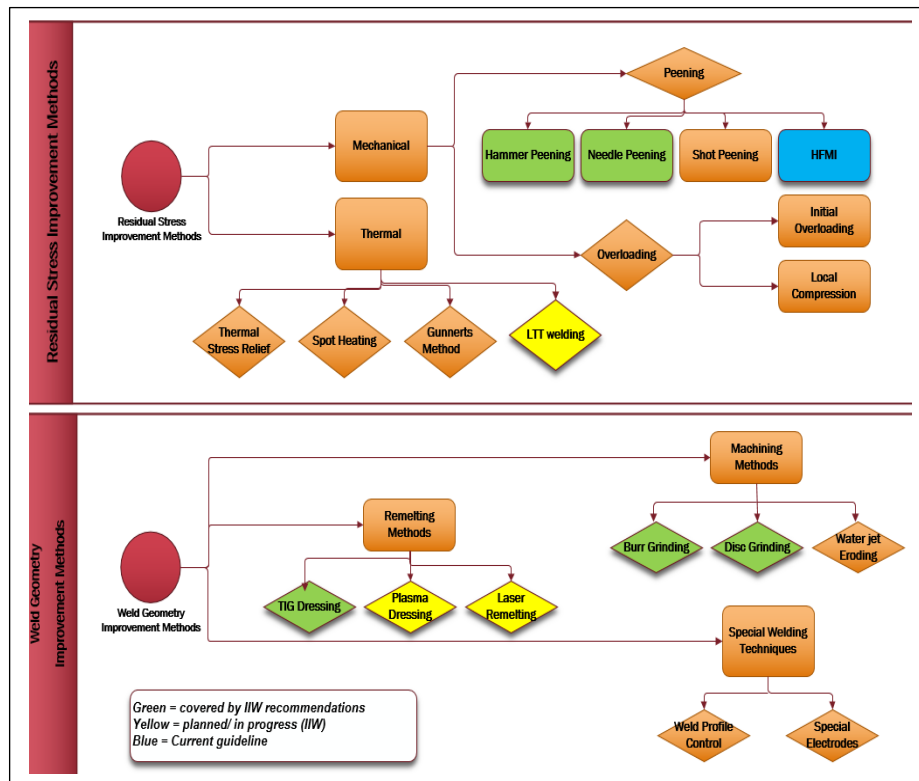 Residual Stress Improvement Methods
Peening
Mechanical
Hammer Peening
Needle Peening
Shot Peening
HFMI
Residual Stress
Improvement Methods
Thermal
Overloading
Initial
Overloading
Local
Compression
Thermal
Stress Relief
Spot Heating
Gunnerts
Method
LTT welding
Weld Geometry
Improvement Methods
Machining
Methods
Remelting
Methods
Burr Grinding
Disc Grinding
Water jet
Eroding
Weld Geometry
Improvement Methods
TIG Dressing
Plasma
Dressing
Laser
Remelting
Special Welding
Techniques
Weld Profile
Control
Special
Electrodes
Green = covered by IIW recommendations
Yellow = planned/ in progress (IIW)
Blue = Current guideline